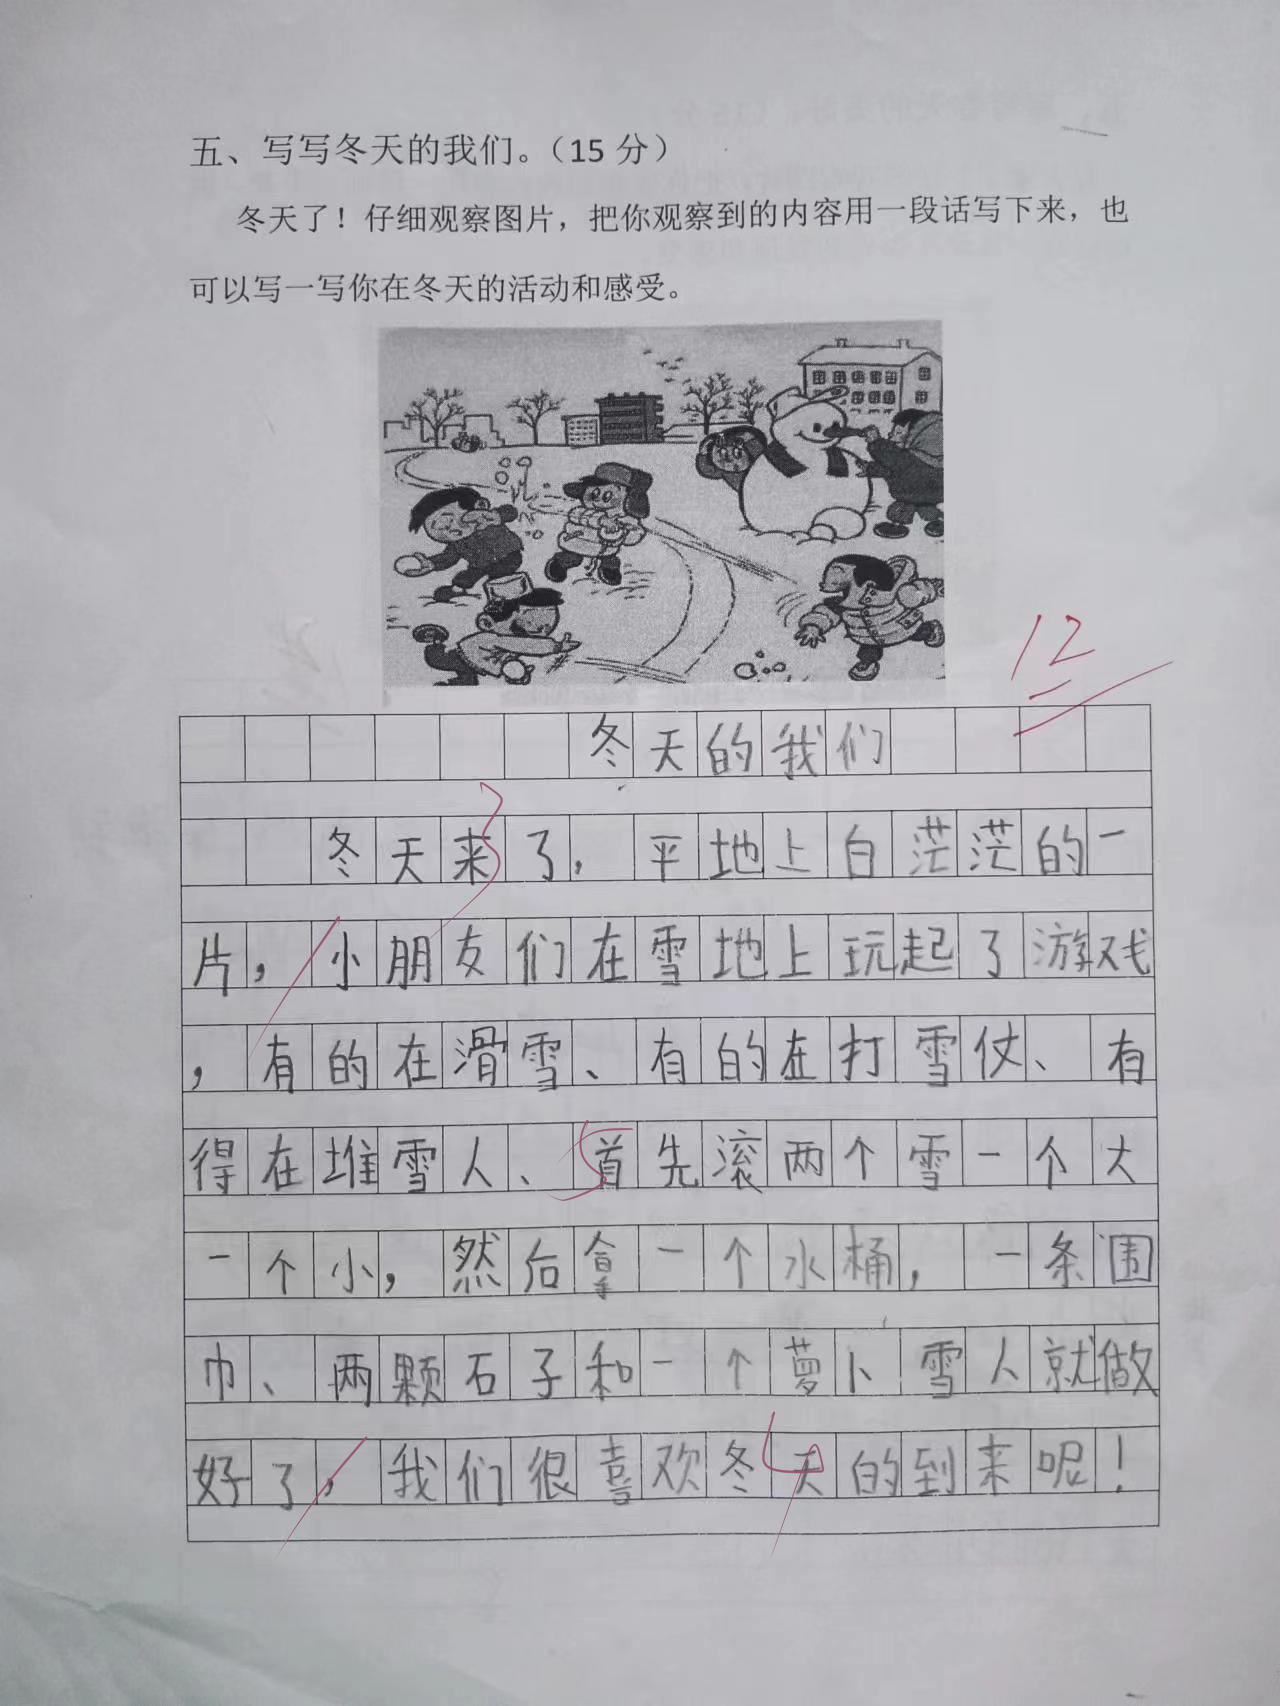 五、写写冬天的我们。（15 分）
冬天了！仔细观察图片，把你观察到的内容用一段话写下来，也
可以写一写你在冬天的活动和感受。
12
冬天的我们
冬天来了，平地上白茫茫的一
片，小朋友们在雪地上玩起了游戏
，有的在滑雪、有的在打雪仗、有
得在堆雪人、首先滚两个雪一个大
一个小，然后拿一个水桶，一条围
巾、两颗石子和一个萝卜雪人就做
好了，我们很喜欢冬天的到来呢！